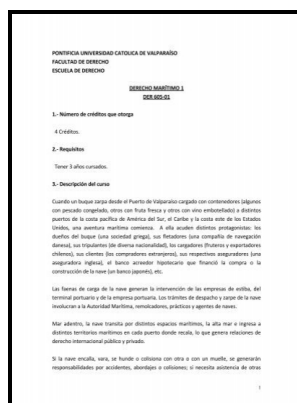 PONTIFICIA UNIVERSIDAD CATOLICA DE VALPARAÍSO
FACULTAD DE DERECHO
ESCUELA DE DERECHO
DERECHO MARÍTIMO 1
DER 605-01
1.- Número de créditos que otorga
4 Créditos.
2.- Requisitos
Tener 3 años cursados.
3.- Descripción del curso
Cuando un buque zarpa desde el Puerto de Valparaíso cargado con contenedores (algunos
con pescado congelado, otros con fruta fresca y otros con vino embotellado) a distintos
puertos de la costa pacífica de América del Sur, el Caribe y la costa este de los Estados
Unidos, una aventura marítima comienza. A ella acuden distintos protagonistas: los
dueños del buque (una sociedad griega), sus fletadores (una compañía de navegación
danesa), sus tripulantes (de diversa nacionalidad), los cargadores (fruteros y exportadores
chilenos), sus clientes (los compradores extranjeros), sus respectivos aseguradores (una
aseguradora inglesa), el banco acreedor hipotecario que financió la compra o la
construcción de la nave (un banco japonés), etc.
Las faenas de carga de la nave generan la intervención de las empresas de estiba, del
terminal portuario y de la empresa portuaria. Los trámites de despacho y zarpe de la nave
involucran a la Autoridad Marítima, remolcadores, prácticos y agentes de naves.
Mar adentro, la nave transita por distintos espacios marítimos, la alta mar e ingresa a
distintos territorios marítimos en cada puerto donde recala, lo que genera relaciones de
derecho internacional público y privado.
Si la nave encalla, vara, se hunde o colisiona con otra o con un muelle, se generarán
responsabilidades por accidentes, abordajes o colisiones; si necesita asistencia de otras
1